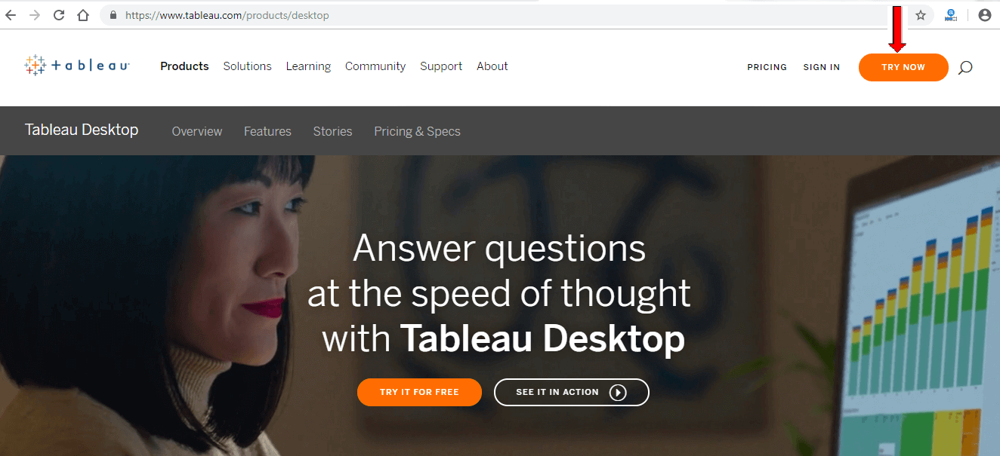 https://www.tableau.com/products/desktop
tableau
Products Solutions Learning Community Support About
PRICING SIGN IN TRY NOW
Tableau Desktop Overview Features Stories Pricing & Specs
Answer questions
at the speed of thought
with Tableau Desktop
TRY IT FOR FREE SEE IT IN ACTION